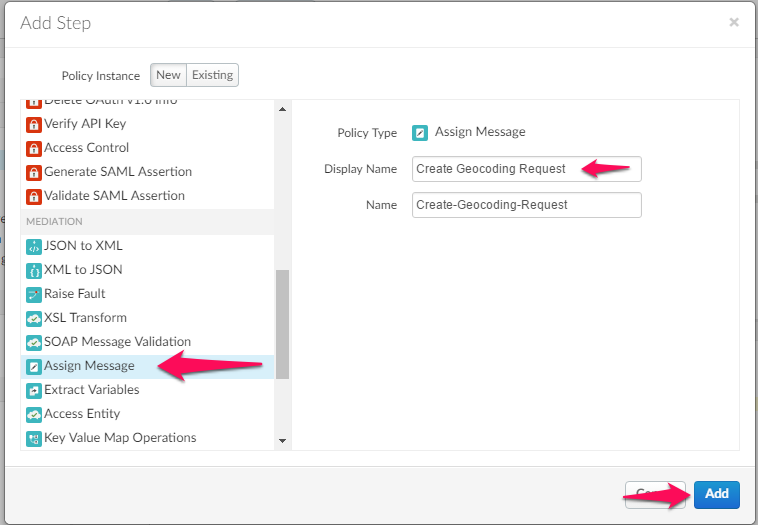 Add Step
×
Policy Instance New Existing
Delete OAuth v1.0 Info
Verify API Key
Access Control
Generate SAML Assertion
Validate SAML Assertion
MEDIATION
JSON to XML
XML to JSON
Raise Fault
XSL Transform
SOAP Message Validation
Assign Message
Extract Variables
Access Entity
Key Value Map Operations
Policy Type Assign Message
Display Name Create Geocoding Request
Name Create-Geocoding-Request
Add